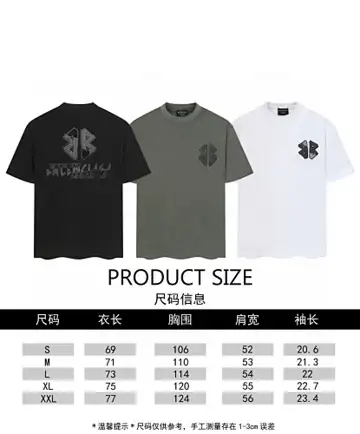 PRODUCT SIZE
尺码信息
尺码 衣长 胸围 肩宽 袖长
S 69 106 52 20.6
M 71 110 53 21.3
L 73 114 54 22
XL 75 120 55 22.7
XXL 77 124 56 23.4
*温馨提示*尺码仅供参考，手工测量存在1-3cm误差